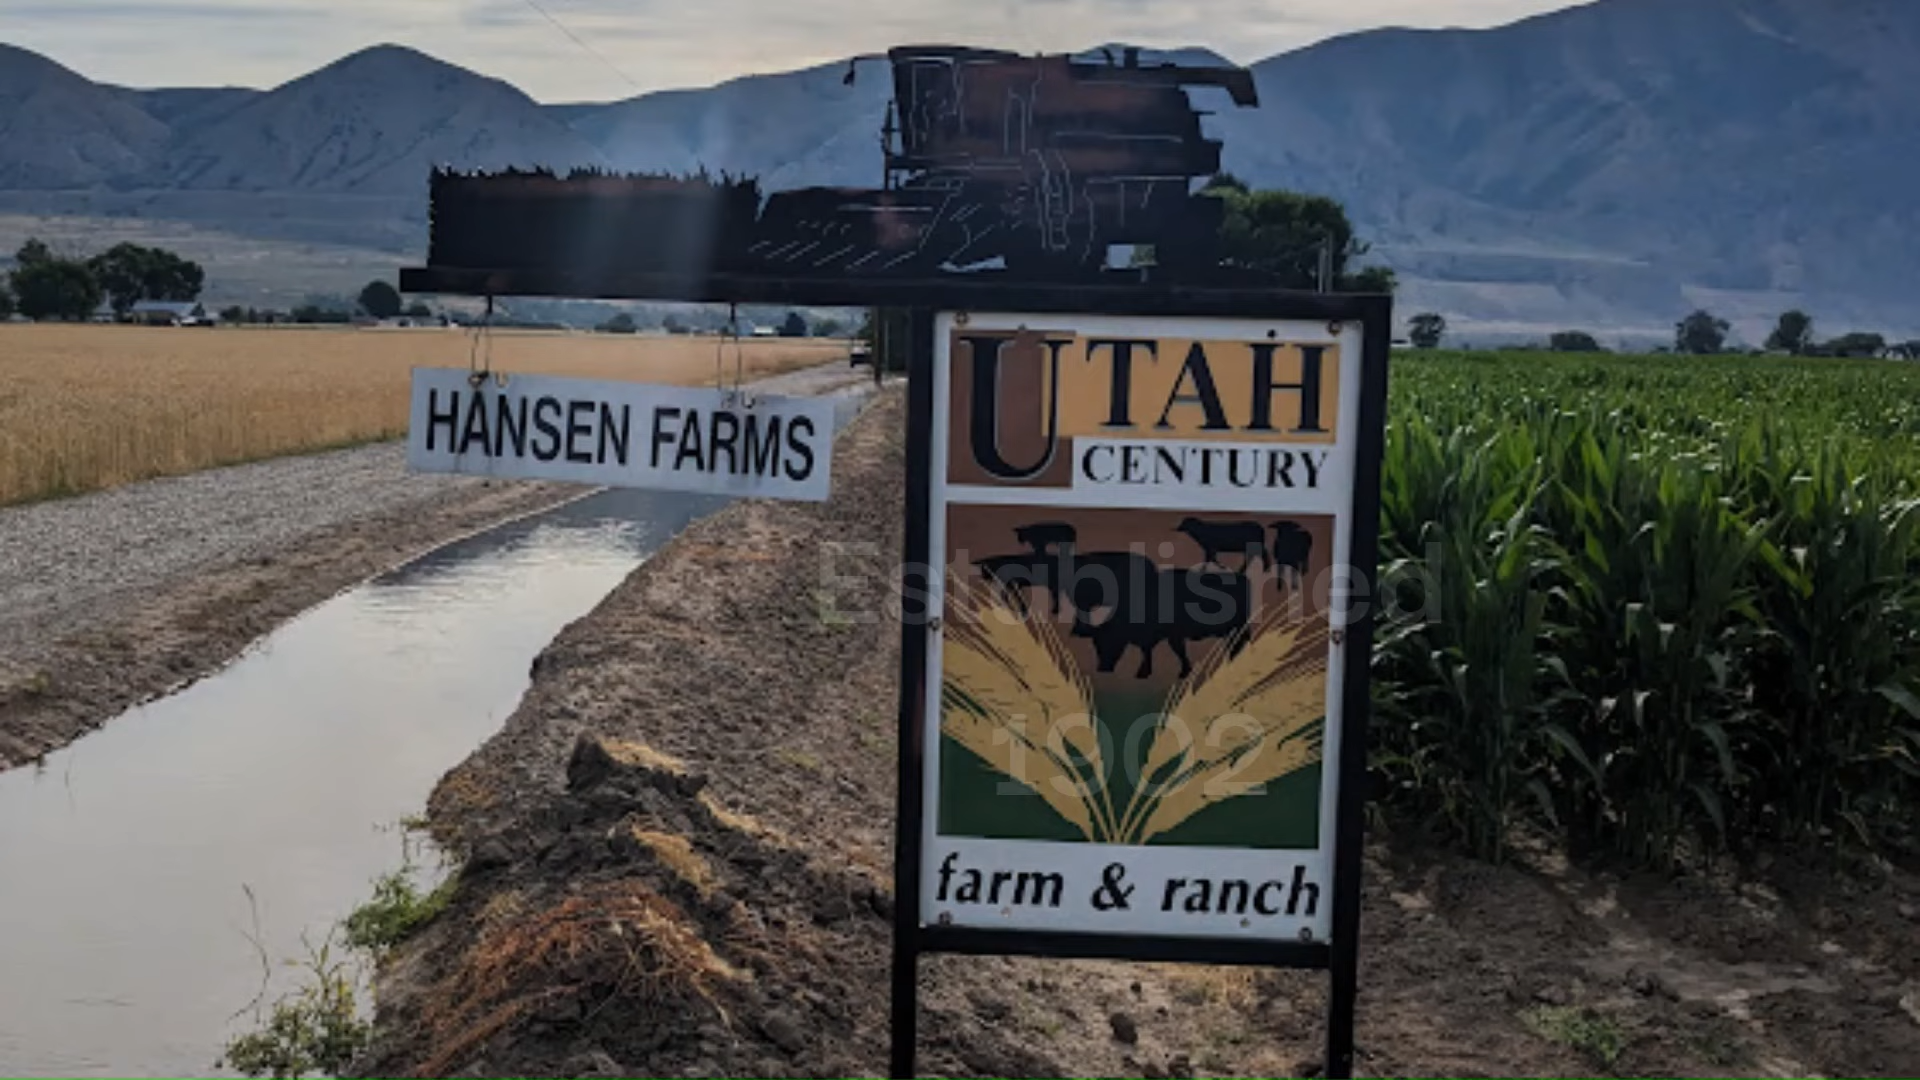 HANSEN FARMS
UTAH
CENTURY
Established
1902
farm & ranch